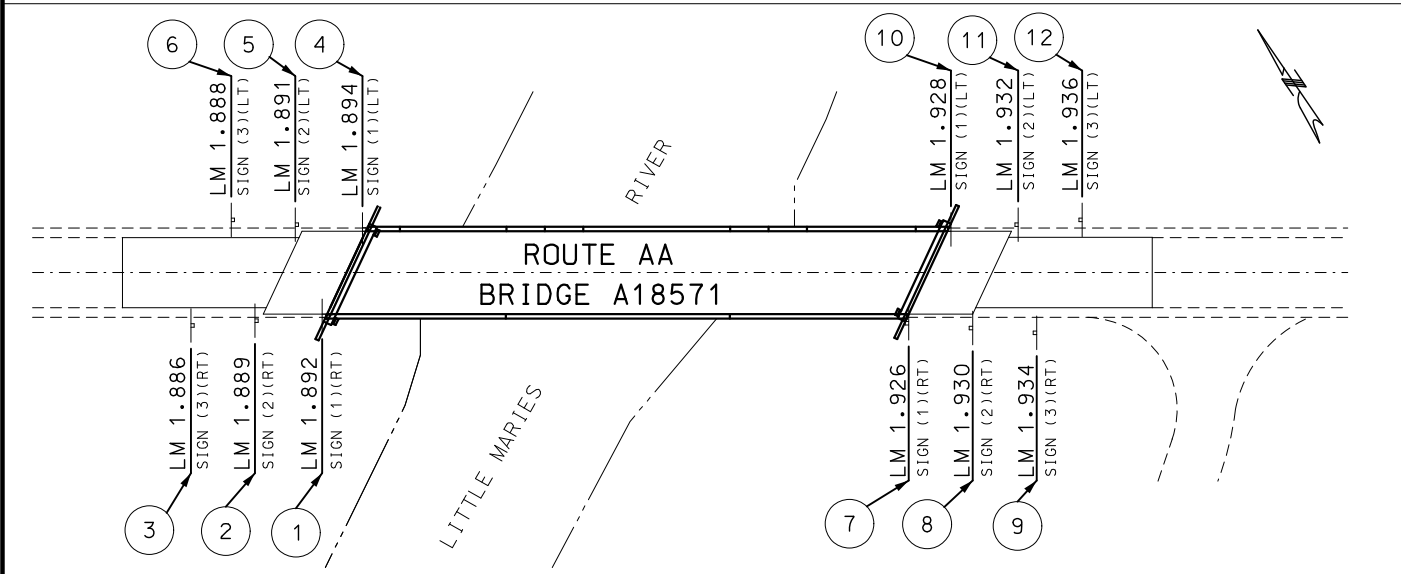 6
5
4
10
11
12
LM 1.888
SIGN (3)(LT)
LM 1.891
SIGN (2)(LT)
LM 1.894
SIGN (1)(LT)
LM 1.928
SIGN (1)(LT)
LM 1.932
SIGN (2)(LT)
LM 1.936
SIGN (3)(LT)
RIVER
ROUTE AA
BRIDGE A18571
LM 1.886
SIGN (3)(RT)
LM 1.889
SIGN (2)(RT)
LM 1.892
SIGN (1)(RT)
LITTLE MARIES
LM 1.926
SIGN (1)(RT)
LM 1.930
SIGN (2)(RT)
LM 1.934
SIGN (3)(RT)
3
2
1
7
8
9